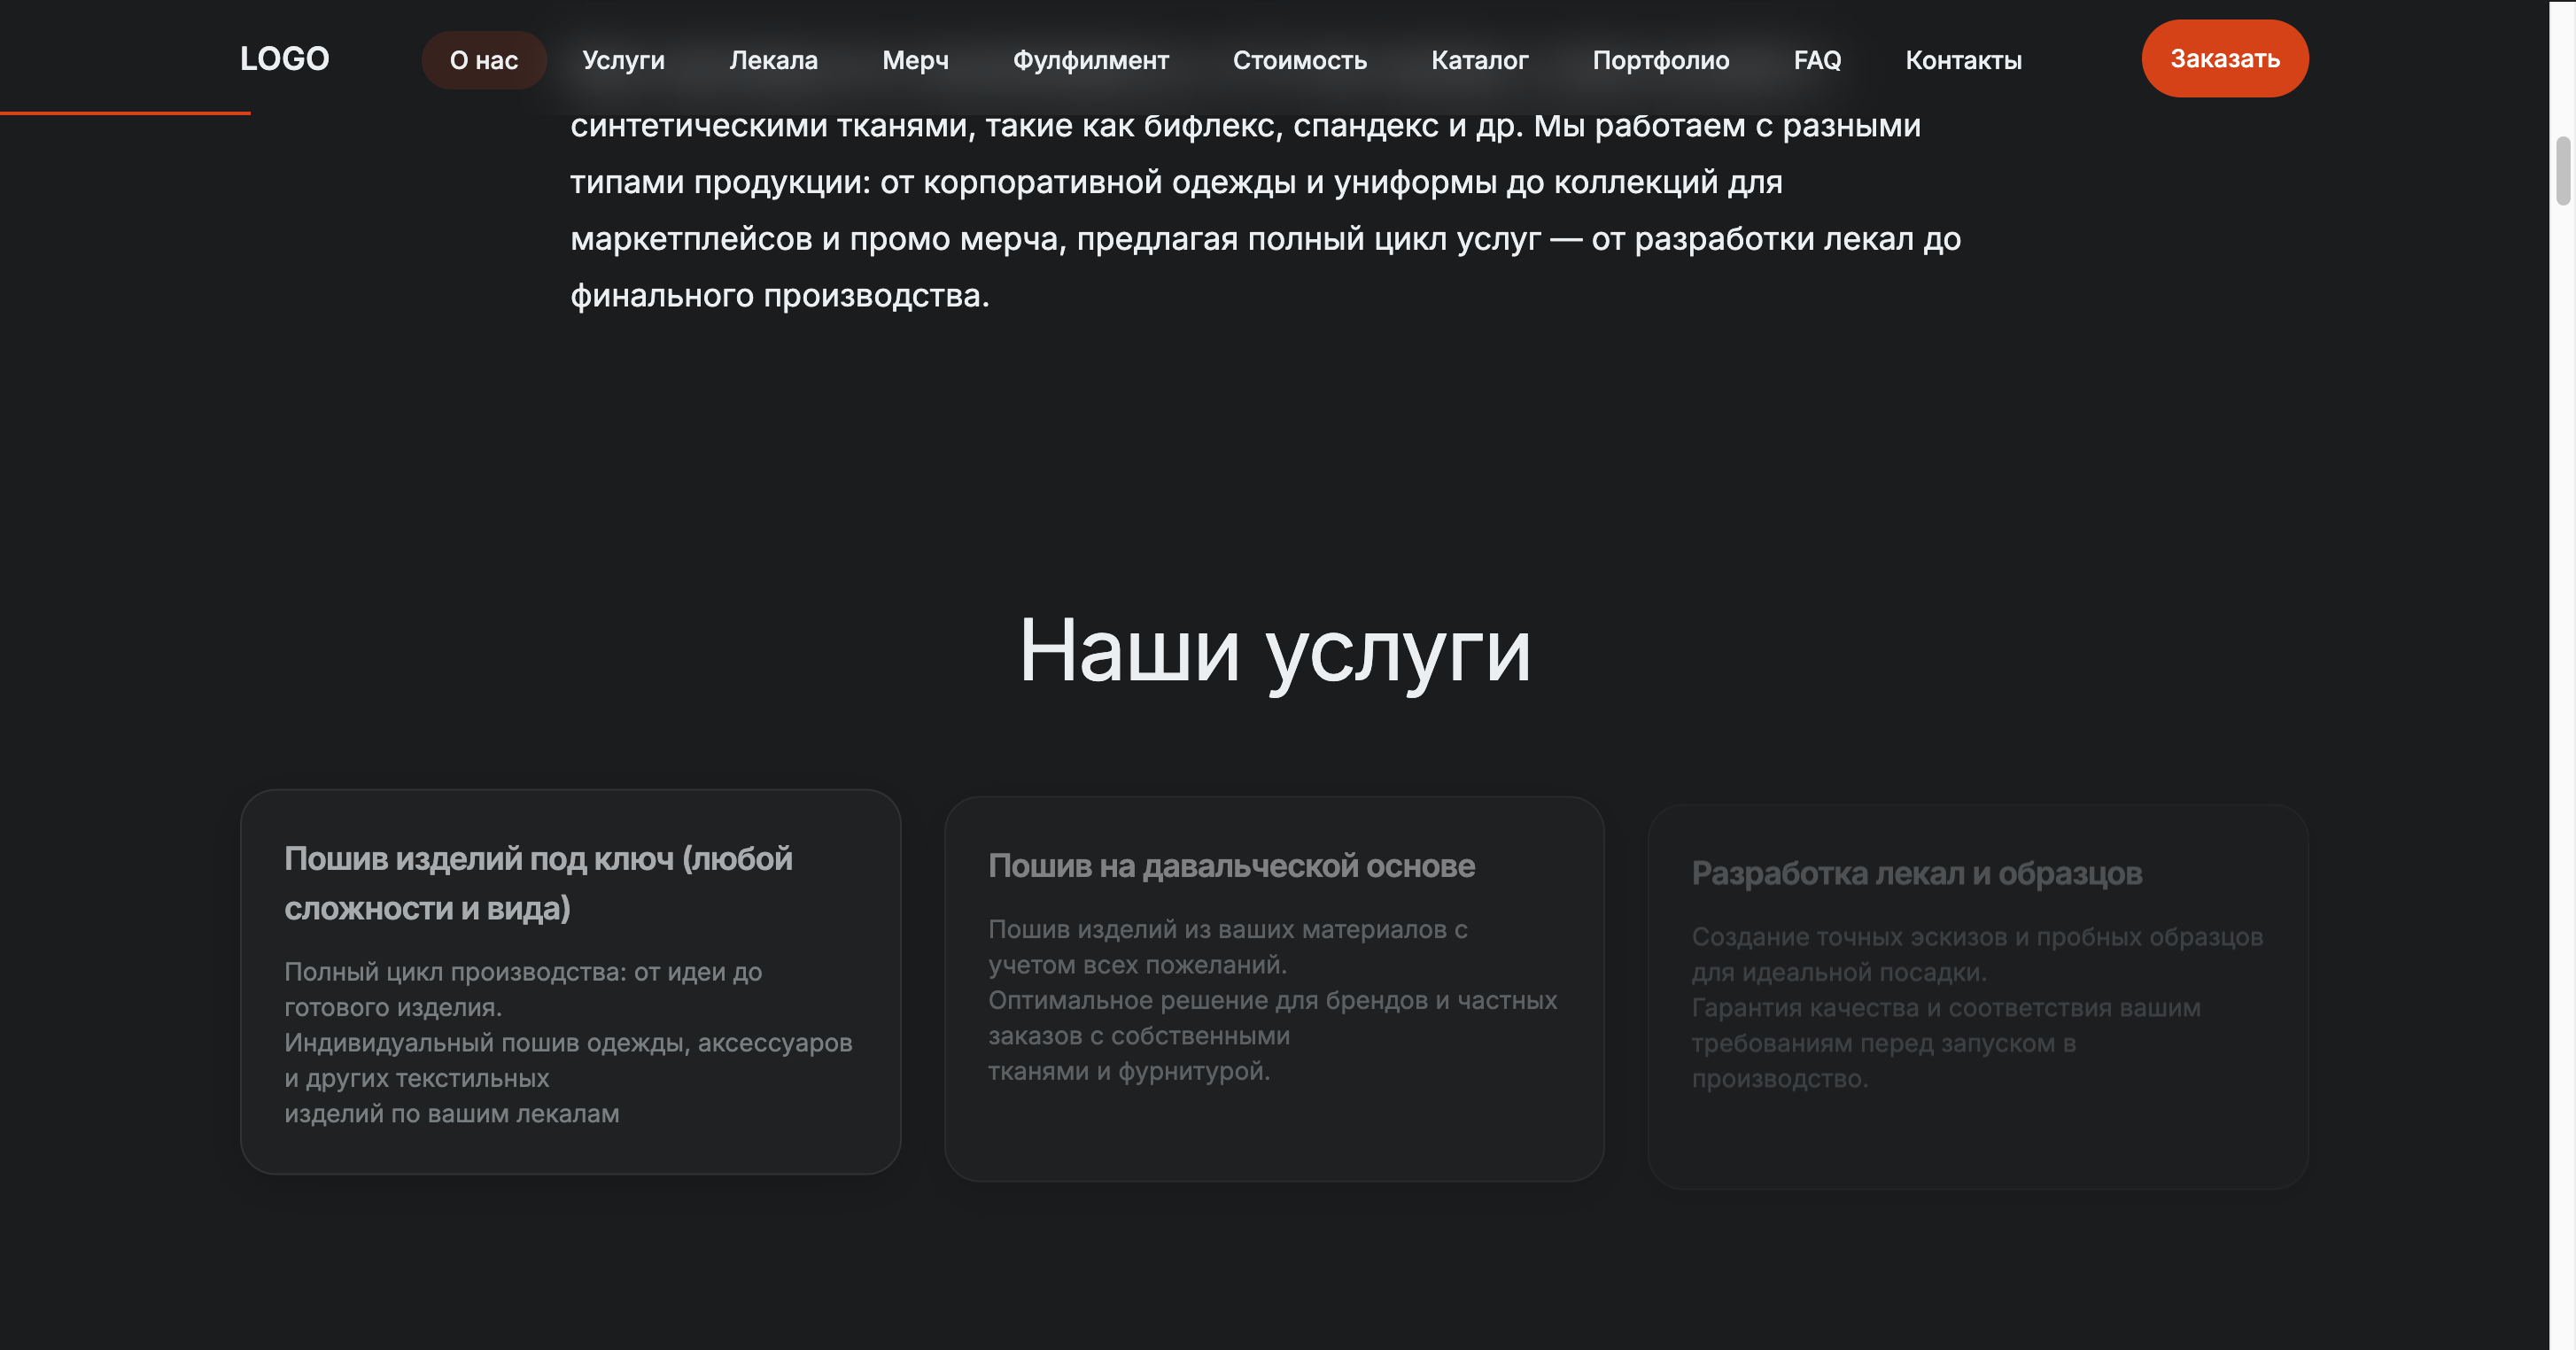 LOGO
О нас
Услуги
Лекала
Мерч
Фулфилмент
Стоимость
Каталог
Портфолио
FAQ
Контакты
Заказать
синтетическими тканями, такие как бифлекс, спандекс и др. Мы работаем с разными
типами продукции: от корпоративной одежды и униформы до коллекций для
маркетплейсов и промо мерча, предлагая полный цикл услуг — от разработки лекал до
финального производства.
Наши услуги
Пошив изделий под ключ (любой
сложности и вида)
Полный цикл производства: от идеи до
готового изделия.
Индивидуальный пошив одежды, аксессуаров
и других текстильных
изделий по вашим лекалам
Пошив на давальческой основе
Пошив изделий из ваших материалов с
учетом всех пожеланий.
Оптимальное решение для брендов и частных
заказов с собственными
тканями и фурнитурой.
Разработка лекал и образцов
Создание точных эскизов и пробных образцов
для идеальной посадки.
Гарантия качества и соответствия вашим
требованиям перед запуском в
производство.